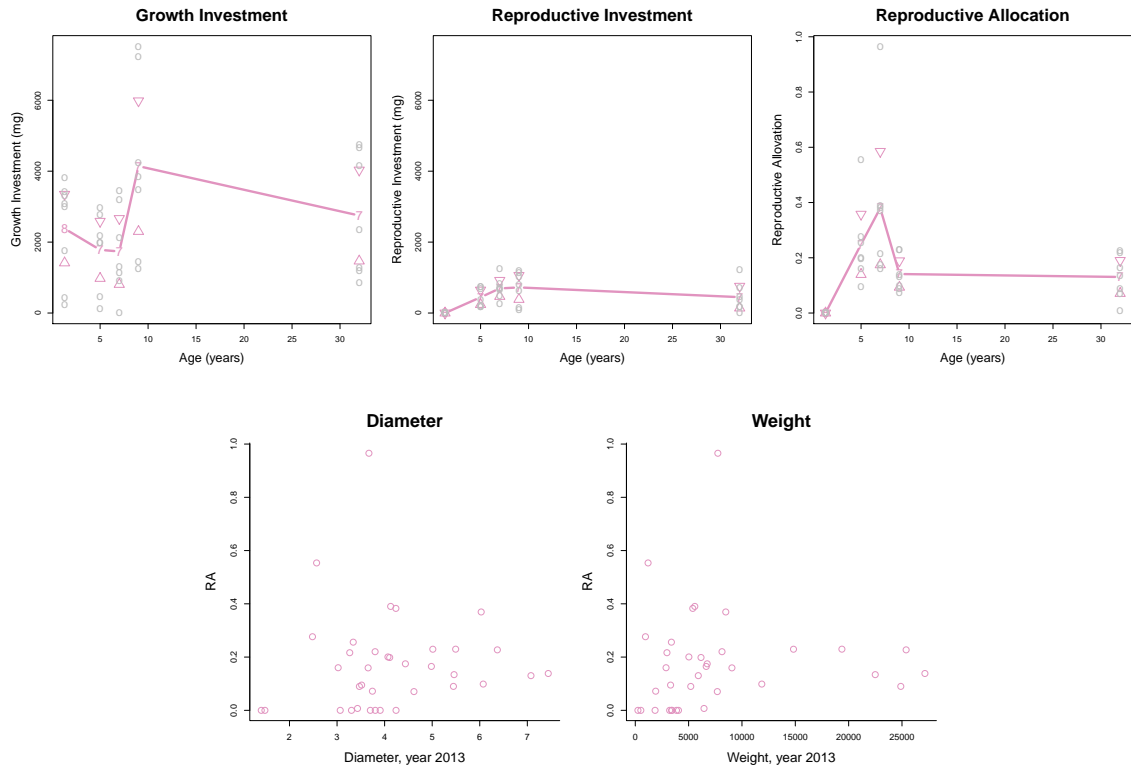 Growth Investment
Growth Investment (mg)
0 2000 4000 6000
5 10 15 20 25 30
Age (years)
Reproductive Investment
Reproductive Investment (mg)
0 2000 4000 6000
5 10 15 20 25 30
Age (years)
Reproductive Allocation
Reproductive Allovation
0.0 0.2 0.4 0.6 0.8 1.0
5 10 15 20 25 30
Age (years)
Diameter
RA
0.0 0.2 0.4 0.6 0.8 1.0
2 3 4 5 6 7
Diameter, year 2013
Weight
RA
0.0 0.2 0.4 0.6 0.8 1.0
0 5000 10000 15000 20000 25000
Weight, year 2013